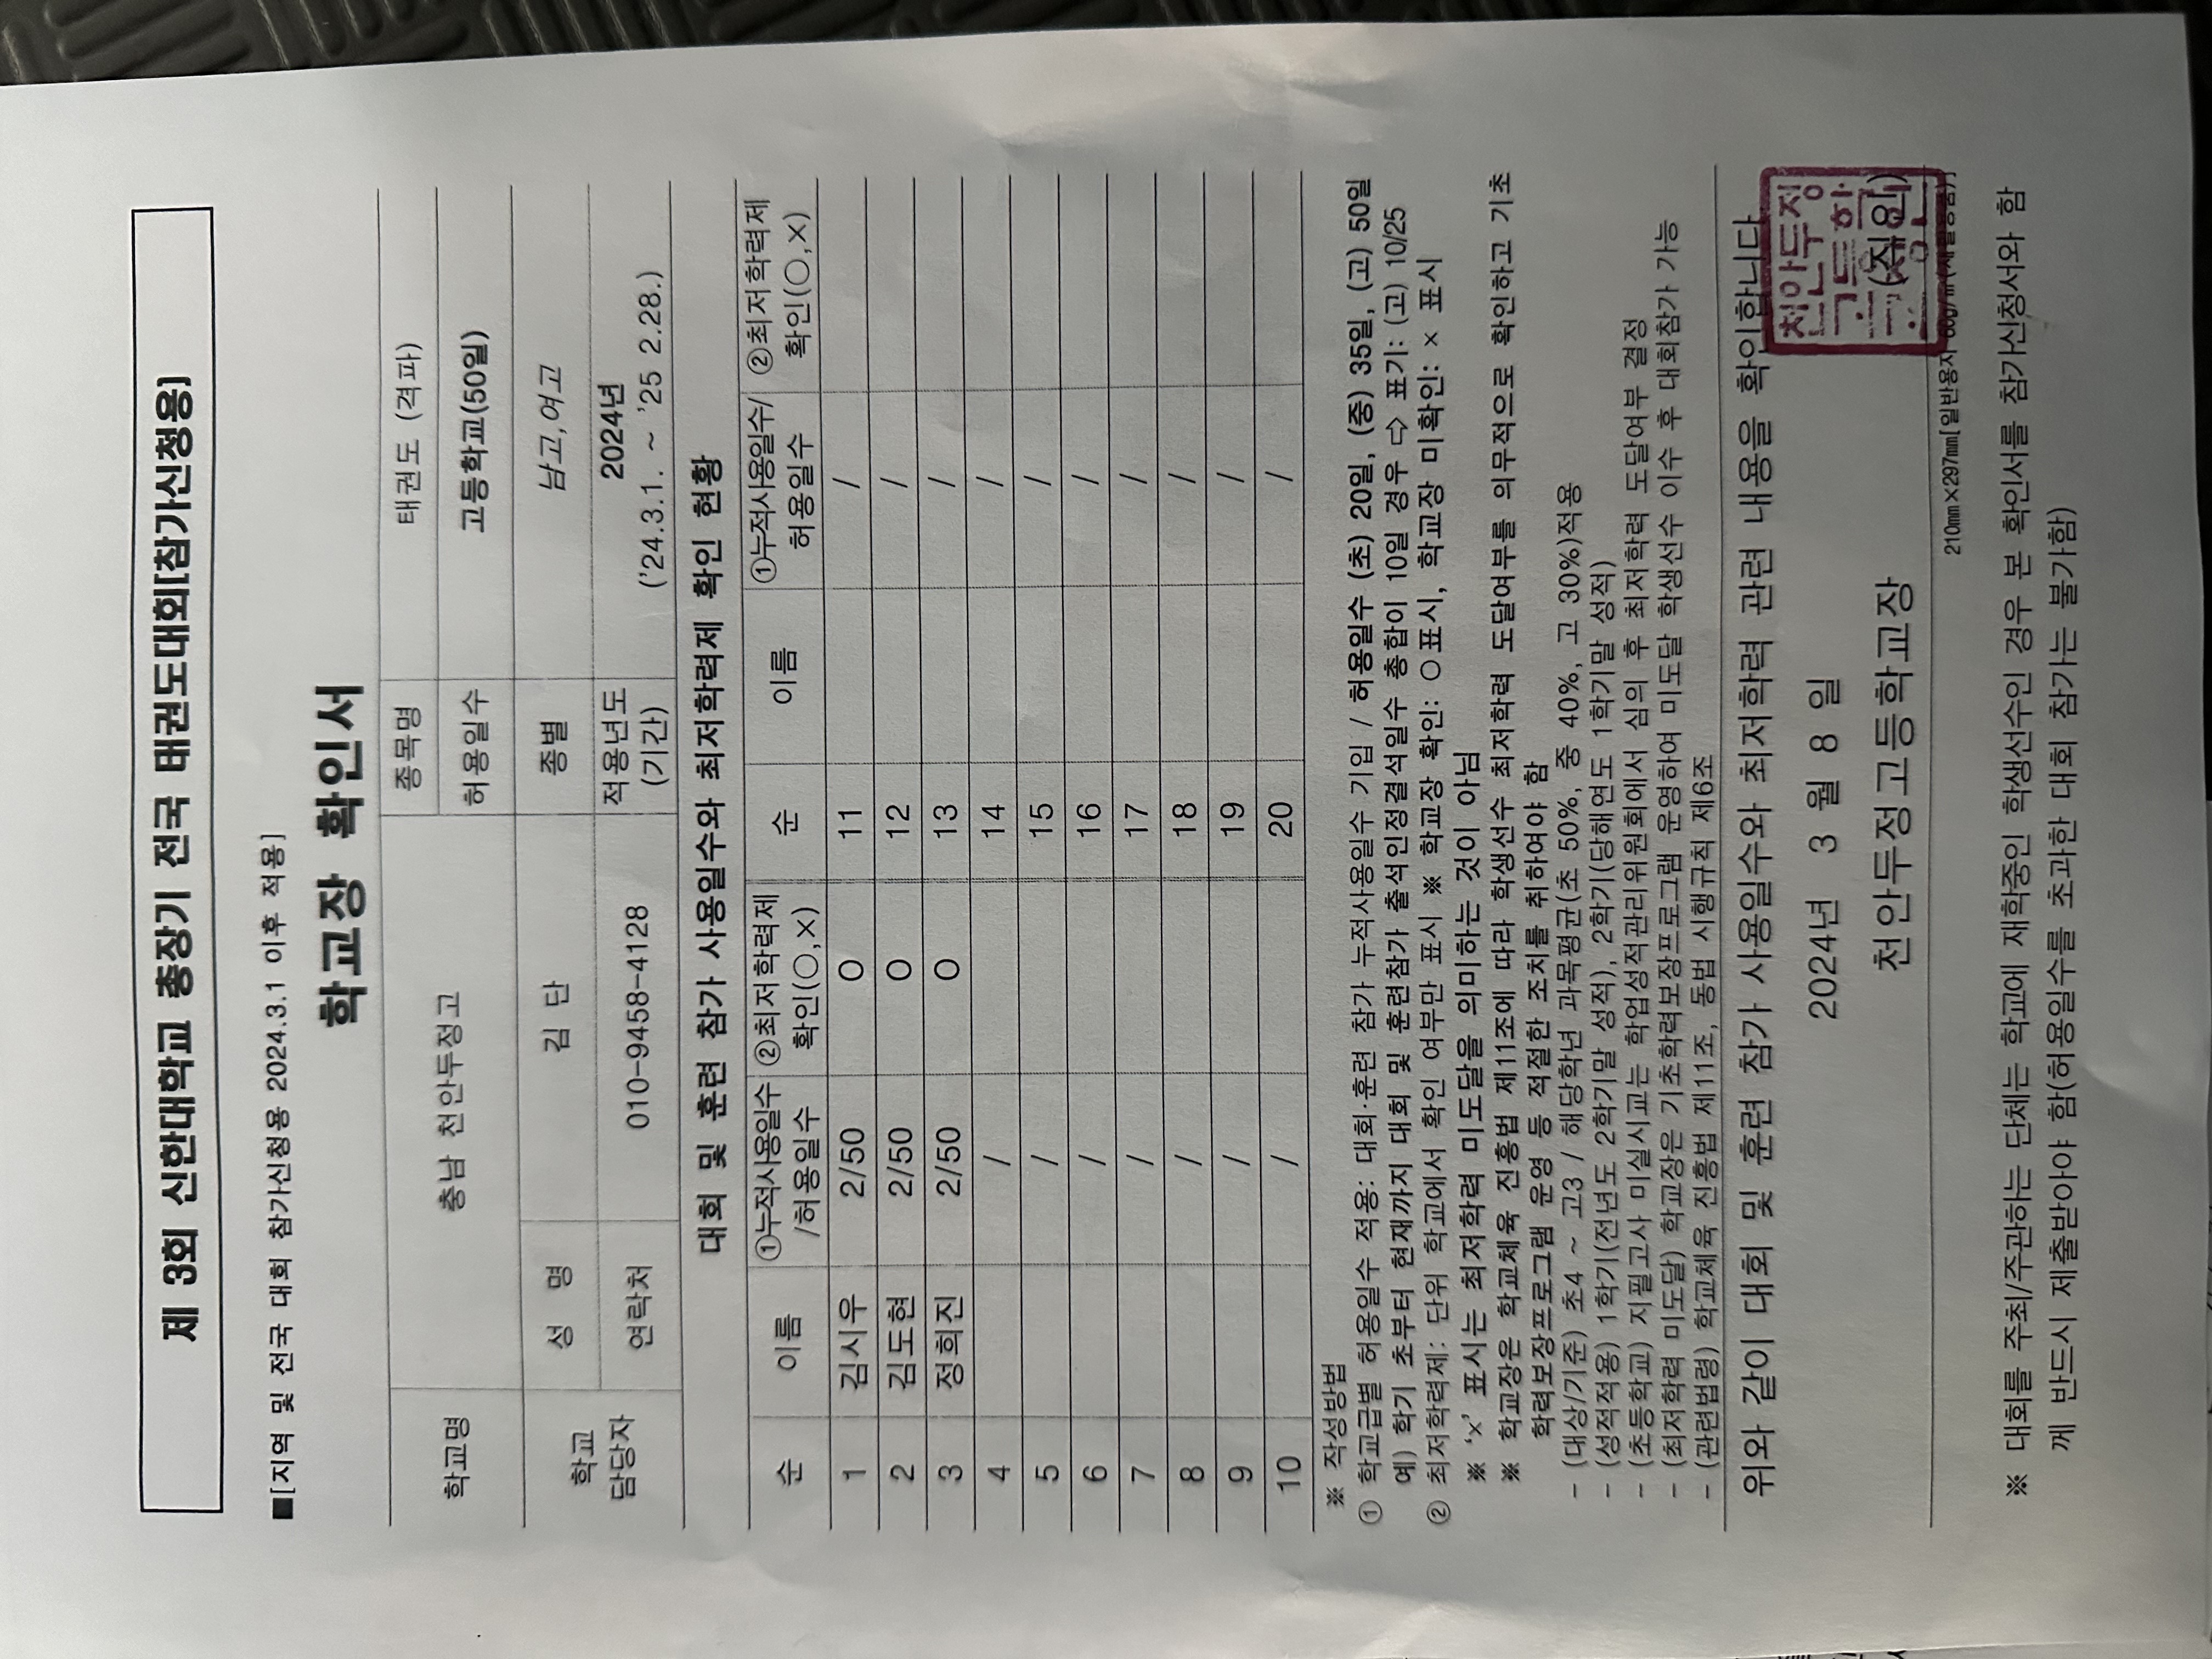 제 3회 신한대학교 총장기 전국 태권도대회[참가신청용]
■[지역 및 전국 대회 참가신청용 2024.3.1 이후 적용]
학교장 확인서
학교명 충남 천안두정고 종목명 태권도 (격파)
허용일수 고등학교(50일)
학교 담당자 성 명 김 단 종별 남고,여고
연락처 010-9458-4128 적용년도 (기간) 2024년
('24.3.1. ~ '25 2.28.)
대회 및 훈련 참가 사용일수와 최저학력제 확인 현황
순 이름 ①누적사용일수 /허용일수 ②최저학력제 확인(○,×) 순 이름 ①누적사용일수/ 허용일수 ②최저학력제 확인(○,×)
1 김시우 2/50 O 11 /
2 김도현 2/50 O 12 /
3 정희진 2/50 O 13 /
4 / 14 /
5 / 15 /
6 / 16 /
7 / 17 /
8 / 18 /
9 / 19 /
10 / 20 /
※ 작성방법
① 학교급별 허용일수 적용: 대회·훈련 참가 누적사용일수 기입 / 허용일수 (초) 20일, (중) 35일, (고) 50일
예) 학기 초부터 현재까지 대회 및 훈련참가 출석인정결석일수 총합이 10일 경우 ⇨ 표기: (고) 10/25
② 최저학력제: 단위 학교에서 확인 여부만 표시 ※ 학교장 확인: ○표시, 학교장 미확인: × 표시
※ '×' 표시는 최저학력 미도달을 의미하는 것이 아님
※ 학교장은 학교체육 진흥법 제11조에 따라 학생선수 최저학력 도달여부를 의무적으로 확인하고 기초
학력보장프로그램 운영 등 적절한 조치를 취하여야 함
- (대상/기준) 초4 ~ 고3 / 해당학년 과목평균(초 50%, 중 40%, 고 30%)적용
- (성적적용) 1학기(전년도 2학기말 성적), 2학기(당해연도 1학기말 성적)
- (초등학교) 지필고사 미실시교는 학업성적관리위원회에서 심의 후 최저학력 도달여부 결정
- (최저학력 미도달) 학교장은 기초학력보장프로그램 운영하여 미도달 학생선수 이수 후 대회참가 가능
- (관련법령) 학교체육 진흥법 제11조, 동법 시행규칙 제6조
위와 같이 대회 및 훈련 참가 사용일수와 최저학력 관련 내용을 확인합니다
2024년 3 월 8 일
천안두정고등학교장 (직인)
천안두정
210mm×297mm[일반용지 60g/㎡(재활용품)]
※ 대회를 주최/주관하는 단체는 학교에 재학중인 학생선수인 경우 본 확인서를 참가신청서와 함
께 반드시 제출받아야 함(허용일수를 초과한 대회 참가는 불가함)